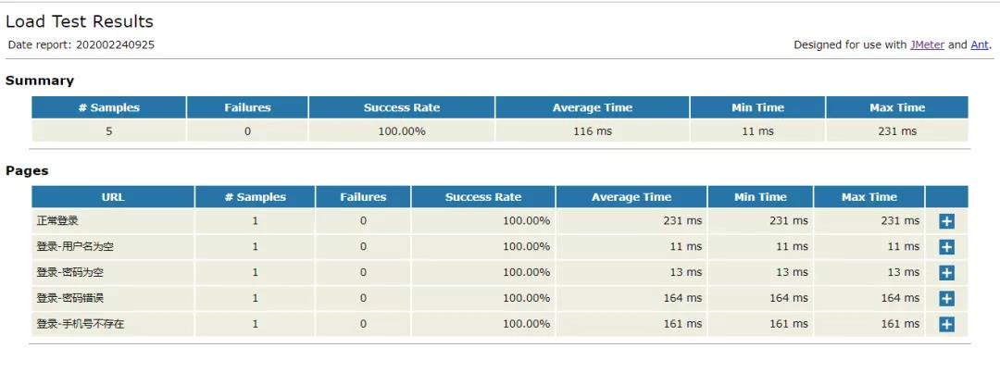 Load Test Results
Date report: 202002240925 Designed for use with JMeter and Ant.
Summary
# Samples Failures Success Rate Average Time Min Time Max Time
5 0 100.00% 116 ms 11 ms 231 ms
Pages
URL # Samples Failures Success Rate Average Time Min Time Max Time
正常登录 1 0 100.00% 231 ms 231 ms 231 ms
登录-用户名为空 1 0 100.00% 11 ms 11 ms 11 ms
登录-密码为空 1 0 100.00% 13 ms 13 ms 13 ms
登录-密码错误 1 0 100.00% 164 ms 164 ms 164 ms
登录-手机号不存在 1 0 100.00% 161 ms 161 ms 161 ms